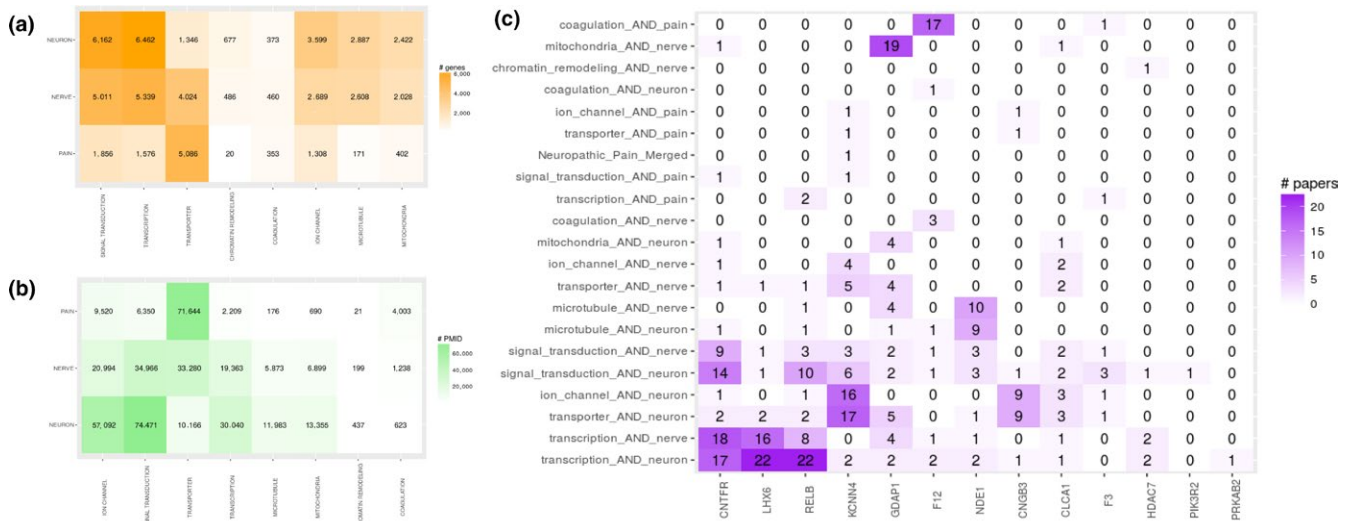 (a)
NEURON 6,162 6.462 1.346 677 373 3.599 2.887 2,422
NERVE 5.011 5.339 4.024 486 460 2.689 2,608 2.028
PAIN 1.856 1,576 5,086 20 353 1,308 171 402
SIGNAL TRANSDUCTION TRANSCRIPTION TRANSPORTER CHROMATIN REMODELING COAGULATION ION CHANNEL MICROTUBULE MITOCHONDRIA
# genes
6,000
4,000
2,000
(b)
PAIN 9,520 6,350 71,644 2.209 176 690 21 4,003
NERVE 20,994 34,966 33,280 19,363 5.873 6,899 199 1,238
NEURON 57,092 74.471 10.166 30.040 11,983 13,355 437 623
ION CHANNEL NAL TRANSDUCTION TRANSPORTER TRANSCRIPTION MICROTUBULE MITOCHONDRIA OMATIN REMODELING COAGULATION
# PMID
60,000
40,000
20,000
(c)
coagulation_AND_pain 0 0 0 0 0 17 0 0 0 1 0 0 0
mitochondria_AND_nerve 1 0 0 0 19 0 0 0 1 0 0 0 0
chromatin_remodeling_AND_nerve 0 0 0 0 0 0 0 0 0 0 1 0 0
coagulation_AND_neuron 0 0 0 0 0 1 0 0 0 0 0 0 0
ion_channel_AND_pain 0 0 0 1 0 0 0 1 0 0 0 0 0
transporter_AND_pain 0 0 0 1 0 0 0 1 0 0 0 0 0
Neuropathic_Pain_Merged 0 0 0 1 0 0 0 0 0 0 0 0 0
signal_transduction_AND_pain 1 0 0 1 0 0 0 0 0 0 0 0 0
transcription_AND_pain 0 0 2 0 0 0 0 0 0 1 0 0 0
coagulation_AND_nerve 0 0 0 0 0 3 0 0 0 0 0 0 0
mitochondria_AND_neuron 1 0 0 0 4 0 0 0 1 0 0 0 0
ion_channel_AND_nerve 1 0 0 4 0 0 0 0 2 0 0 0 0
transporter_AND_nerve 1 1 1 5 4 0 0 0 2 0 0 0 0
microtubule_AND_nerve 0 0 1 0 4 0 10 0 0 0 0 0 0
microtubule_AND_neuron 1 0 1 0 1 1 9 0 0 0 0 0 0
signal_transduction_AND_nerve 9 1 3 3 2 1 3 0 2 1 0 0 0
signal_transduction_AND_neuron 14 1 10 6 2 1 3 1 2 3 1 1 0
ion_channel_AND_neuron 1 0 1 16 1 0 0 9 3 1 0 0 0
transporter_AND_neuron 2 2 2 17 5 0 1 9 3 1 0 0 0
transcription_AND_nerve 18 16 8 0 4 1 1 0 1 0 2 0 0
transcription_AND_neuron 17 22 22 2 2 2 2 1 1 0 2 0 1
CNTFR LHX6 RELB KCNN4 GDAP1 F12 NDE1 CNGB3 CLCA1 F3 HDAC7 PIK3R2 PRKAB2
# papers
20
15
10
5
0